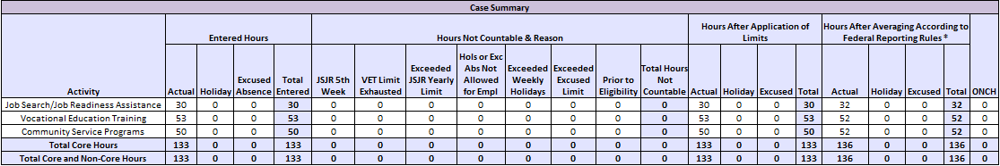 Case Summary
Entered Hours Hours Not Countable & Reason Hours After Application of Limits Hours After Averaging According to Federal Reporting Rules *
Activity Actual Holiday Excused Absence Total Entered JSJR 5th Week VET Limit Exhausted Exceeded JSJR Yearly Limit Hols or Exc Abs Not Allowed for Empl Exceeded Weekly Holidays Exceeded Excused Limit Prior to Eligibility Total Hours Not Countable Actual Holiday Excused Total Actual Holiday Excused Total ONCH
Job Search/Job Readiness Assistance 30 0 0 30 0 0 0 0 0 0 0 0 30 0 0 30 32 0 0 32 0
Vocational Education Training 53 0 0 53 0 0 0 0 0 0 0 0 53 0 0 53 52 0 0 52 0
Community Service Programs 50 0 0 50 0 0 0 0 0 0 0 0 50 0 0 50 52 0 0 52 0
Total Core Hours 133 0 0 133 0 0 0 0 0 0 0 0 133 0 0 133 136 0 0 136 0
Total Core and Non-Core Hours 133 0 0 133 0 0 0 0 0 0 0 0 133 0 0 133 136 0 0 136 0